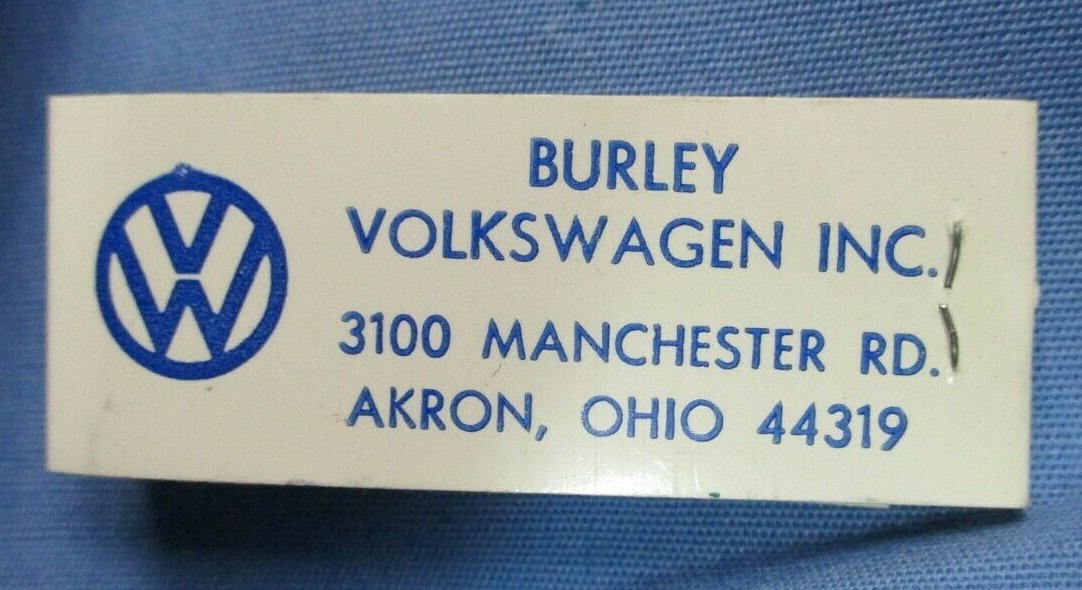 BURLEY
VOLKSWAGEN INC.
3100 MANCHESTER RD.
AKRON, OHIO 44319